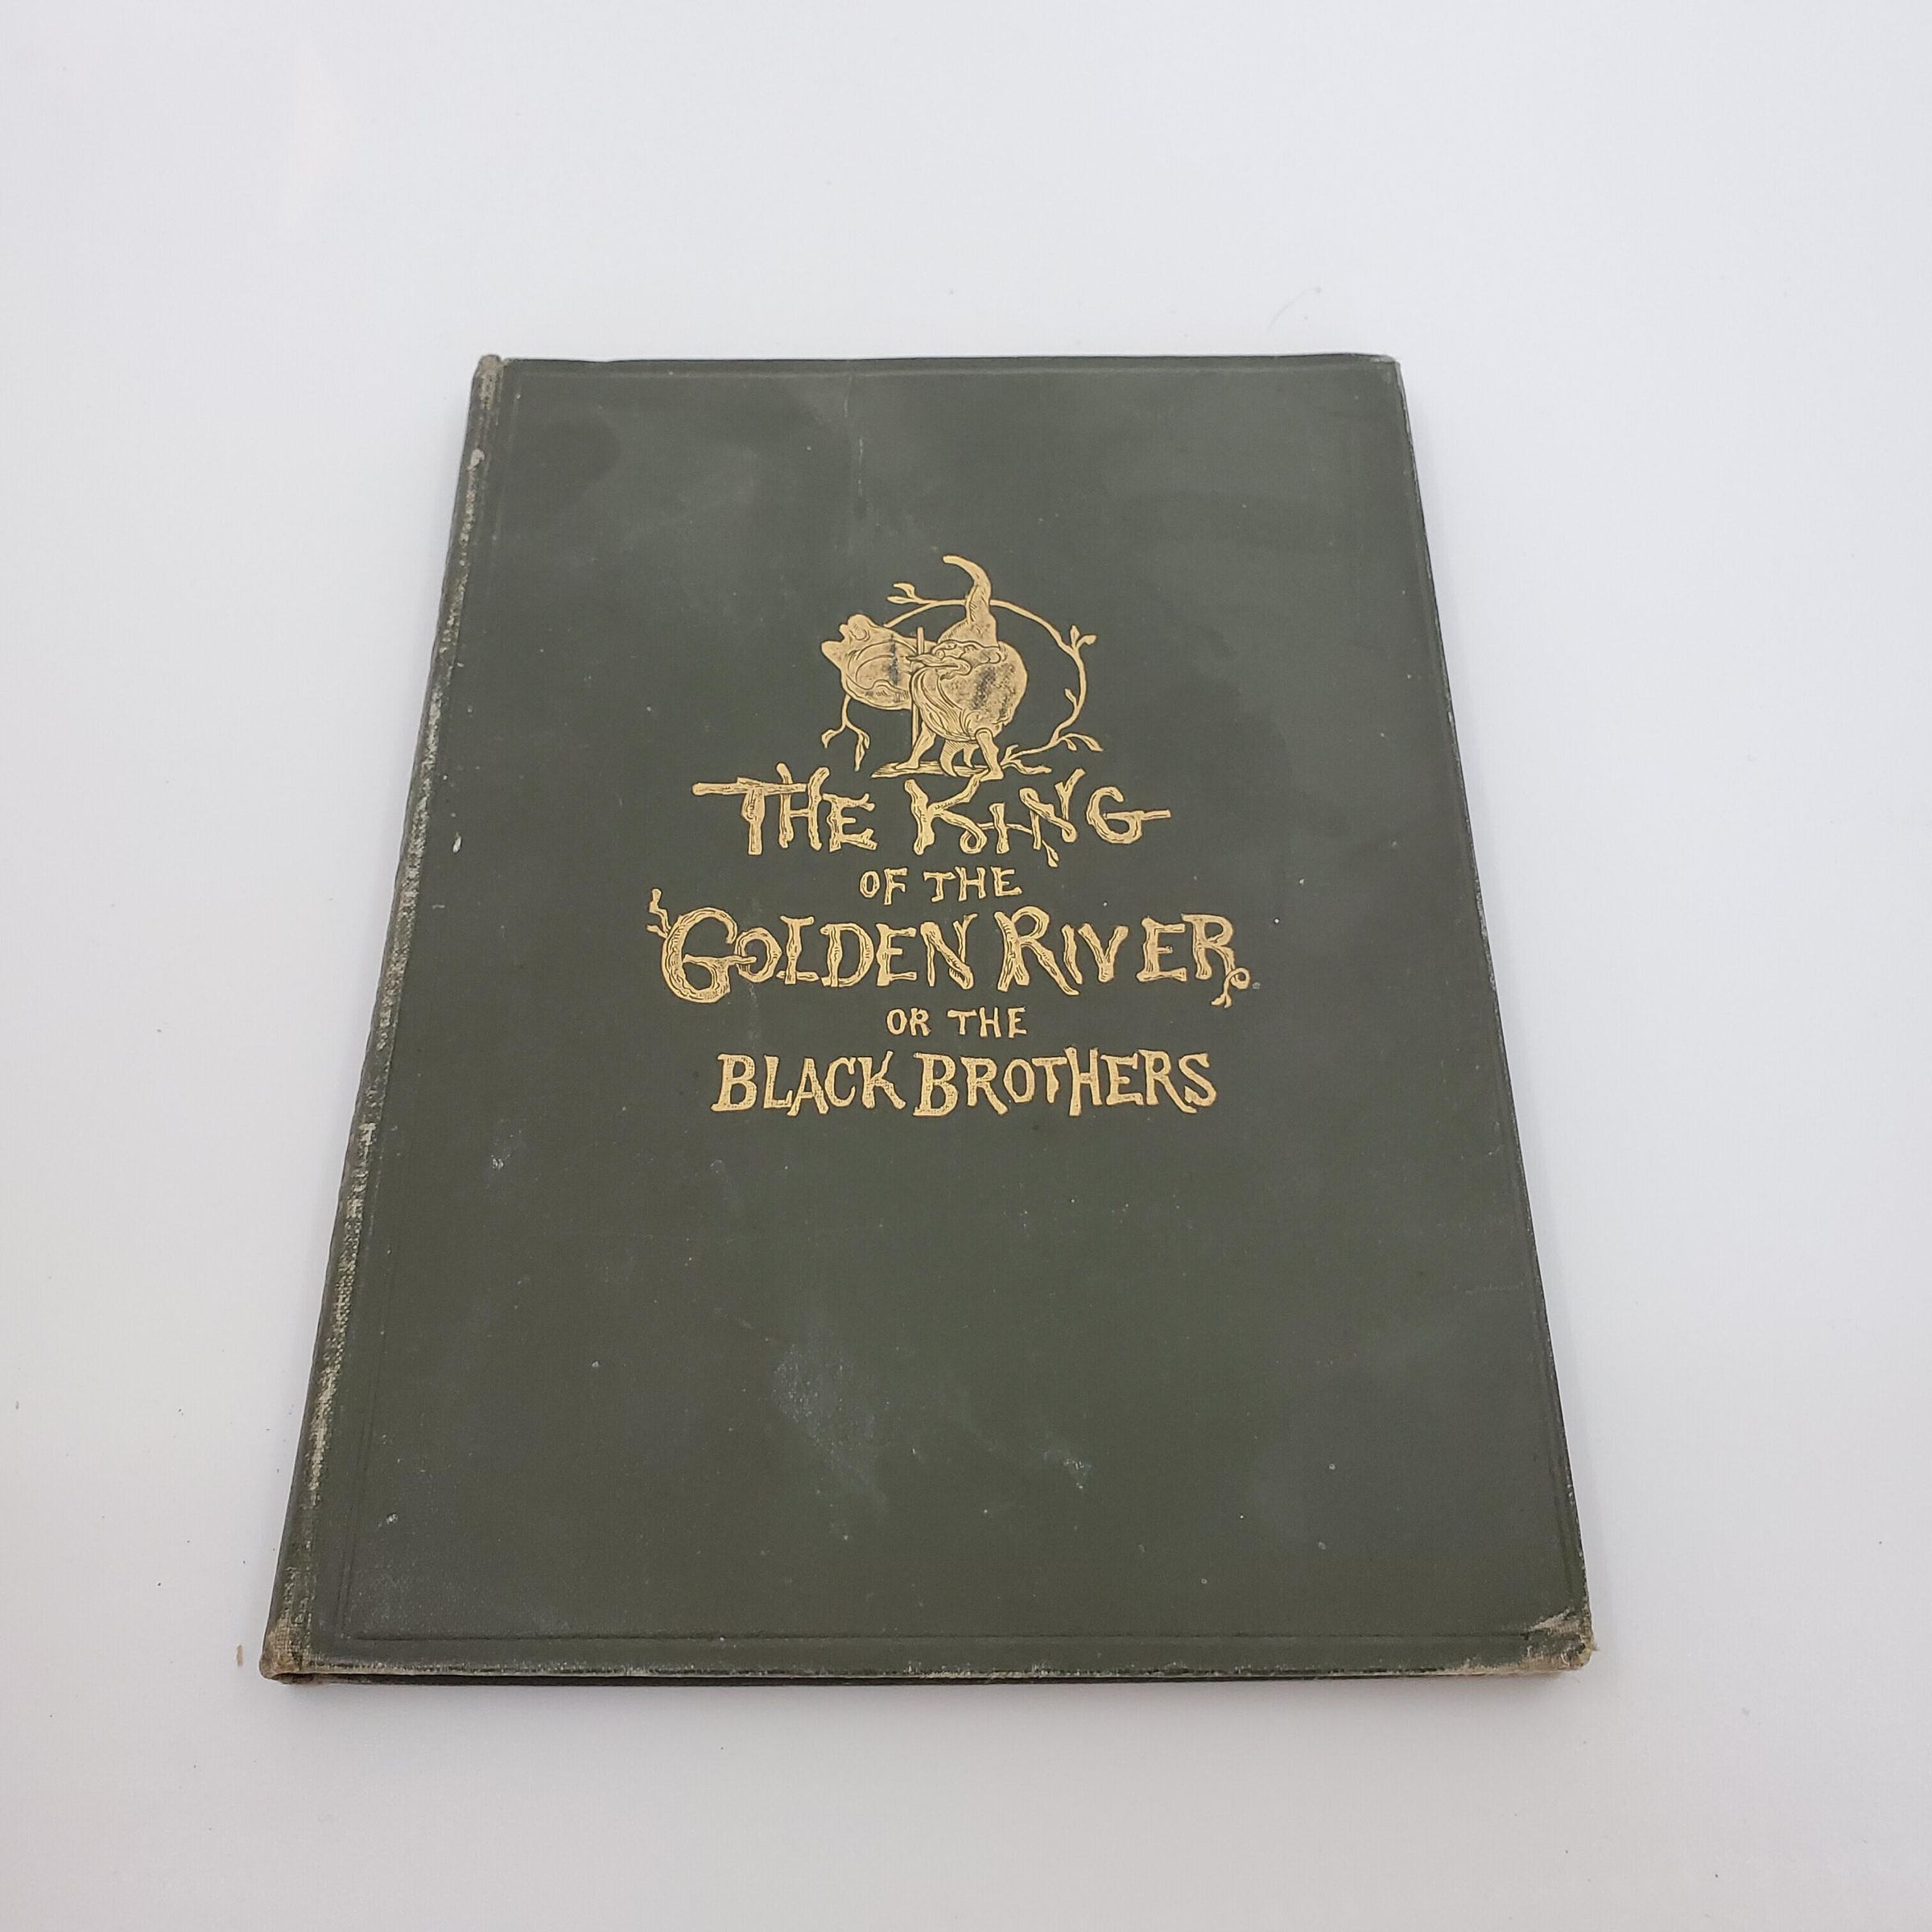 THE KING
OF THE
GOLDEN RIVER
OR THE
BLACK BROTHERS